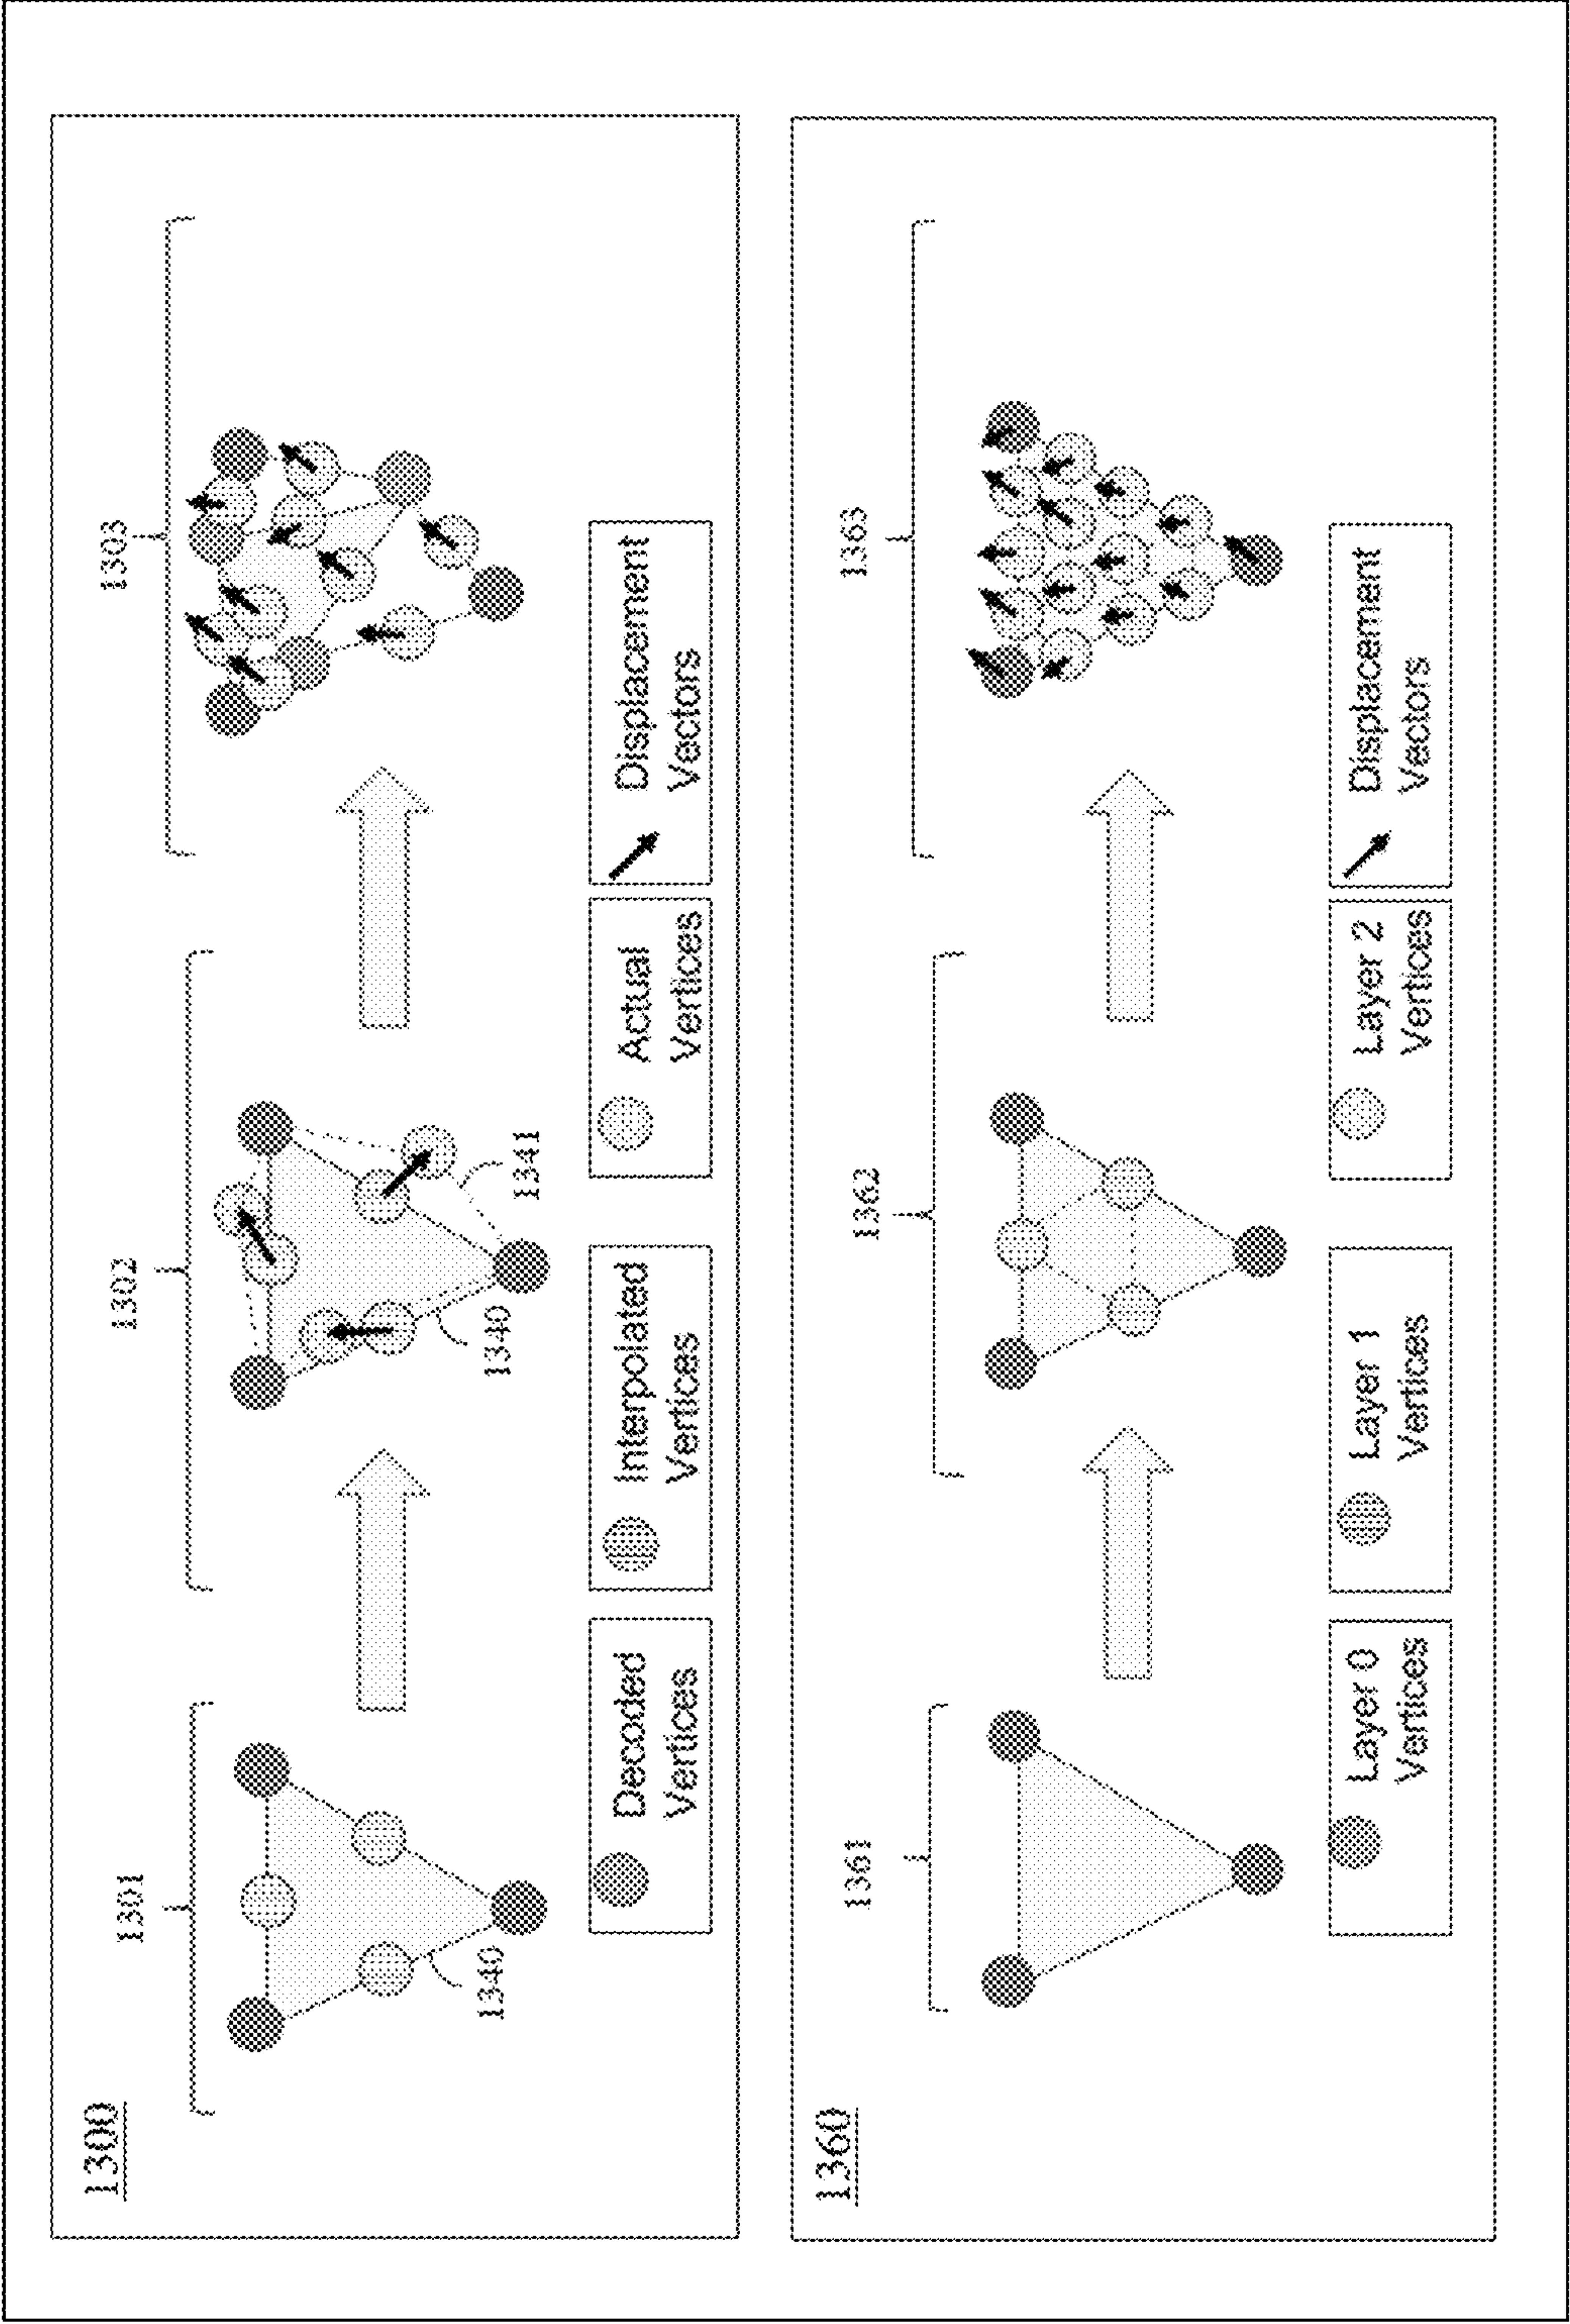 1300
1301
1302
1303
1340
1340
1341
Decoded
Vertices
Interpolated
Vertices
Actual
Vertices
Displacement
Vectors
1360
1361
1362
1363
Layer 0
Vertices
Layer 1
Vertices
Layer 2
Vertices
Displacement
Vectors